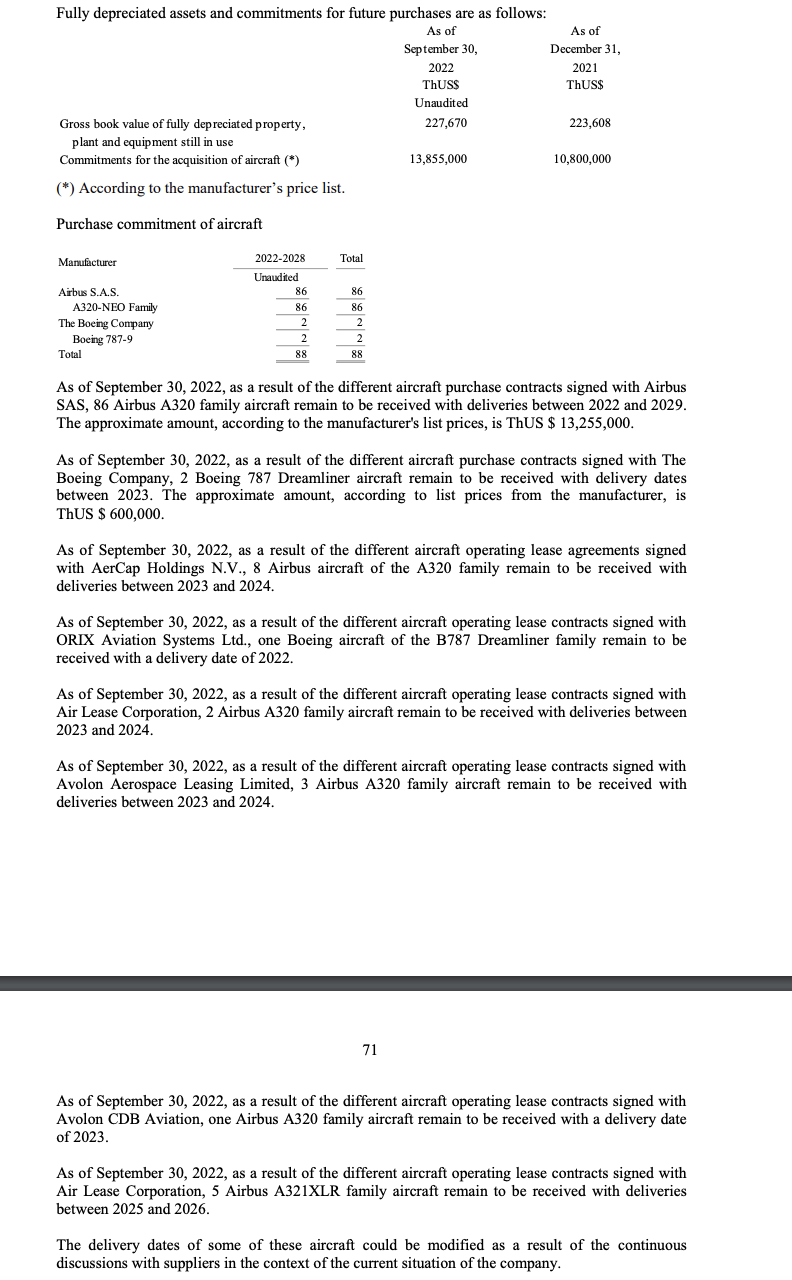 Fully depreciated assets and commitments for future purchases are as follows:
As of As of
September 30, December 31,
2022 2021
ThUS$ ThUS$
Unaudited
Gross book value of fully depreciated property, 227,670 223,608
plant and equipment still in use
Commitments for the acquisition of aircraft (*) 13,855,000 10,800,000
(*) According to the manufacturer's price list.
Purchase commitment of aircraft
Manufacturer 2022-2028 Total
Unaudited
Airbus S.A.S. 86 86
A320-NEO Family 86 86
The Boeing Company 2 2
Boeing 787-9 2 2
Total 88 88
As of September 30, 2022, as a result of the different aircraft purchase contracts signed with Airbus
SAS, 86 Airbus A320 family aircraft remain to be received with deliveries between 2022 and 2029.
The approximate amount, according to the manufacturer's list prices, is ThUS $ 13,255,000.
As of September 30, 2022, as a result of the different aircraft purchase contracts signed with The
Boeing Company, 2 Boeing 787 Dreamliner aircraft remain to be received with delivery dates
between 2023. The approximate amount, according to list prices from the manufacturer, is
ThUS $ 600,000.
As of September 30, 2022, as a result of the different aircraft operating lease agreements signed
with AerCap Holdings N.V., 8 Airbus aircraft of the A320 family remain to be received with
deliveries between 2023 and 2024.
As of September 30, 2022, as a result of the different aircraft operating lease contracts signed with
ORIX Aviation Systems Ltd., one Boeing aircraft of the B787 Dreamliner family remain to be
received with a delivery date of 2022.
As of September 30, 2022, as a result of the different aircraft operating lease contracts signed with
Air Lease Corporation, 2 Airbus A320 family aircraft remain to be received with deliveries between
2023 and 2024.
As of September 30, 2022, as a result of the different aircraft operating lease contracts signed with
Avolon Aerospace Leasing Limited, 3 Airbus A320 family aircraft remain to be received with
deliveries between 2023 and 2024.
71
As of September 30, 2022, as a result of the different aircraft operating lease contracts signed with
Avolon CDB Aviation, one Airbus A320 family aircraft remain to be received with a delivery date
of 2023.
As of September 30, 2022, as a result of the different aircraft operating lease contracts signed with
Air Lease Corporation, 5 Airbus A321XLR family aircraft remain to be received with deliveries
between 2025 and 2026.
The delivery dates of some of these aircraft could be modified as a result of the continuous
discussions with suppliers in the context of the current situation of the company.